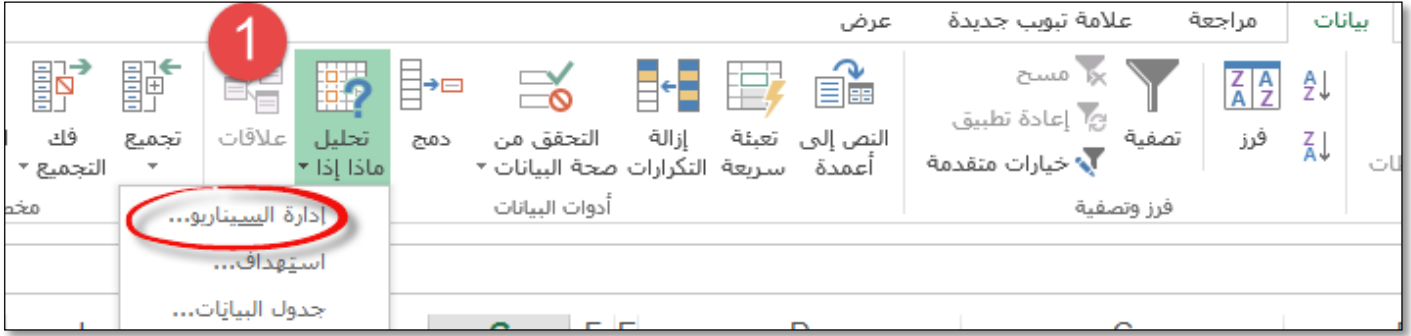 بيانات
مراجعة
علامة تبويب جديدة
عرض
1
فرز
تصفية
مسح
إعادة تطبيق
خيارات متقدمة
فرز وتصفية
النص إلى
أعمدة
تعبئة
سريعة
إزالة
التكرارات
التحقق من
صحة البيانات
دمج
تحليل
ماذا إذا
علاقات
أدوات البيانات
تجميع
فك
التجميع
إدارة السيناريو...
استهداف...
جدول البيانات...